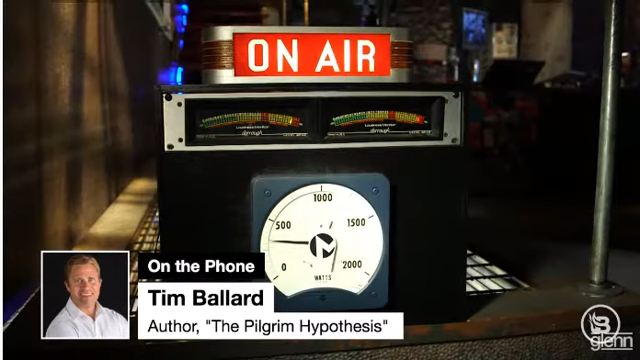 ON AIR
1000
500
1500
0
2000
WATTS
On the Phone
Tim Ballard
Author, "The Pilgrim Hypothesis"
B
glenn